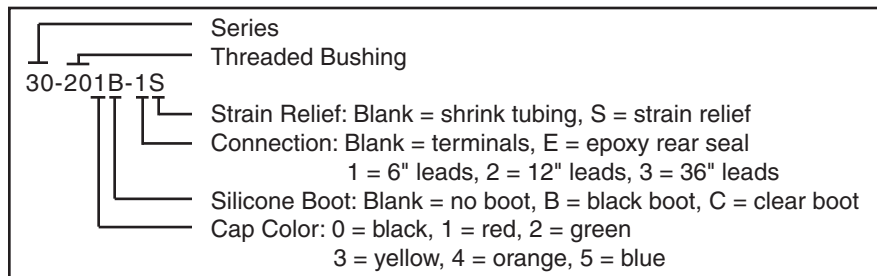 Series
Threaded Bushing
30-201B-1S
Strain Relief: Blank = shrink tubing, S = strain relief
Connection: Blank = terminals, E = epoxy rear seal
1 = 6" leads, 2 = 12" leads, 3 = 36" leads
Silicone Boot: Blank = no boot, B = black boot, C = clear boot
Cap Color: 0 = black, 1 = red, 2 = green
3 = yellow, 4 = orange, 5 = blue